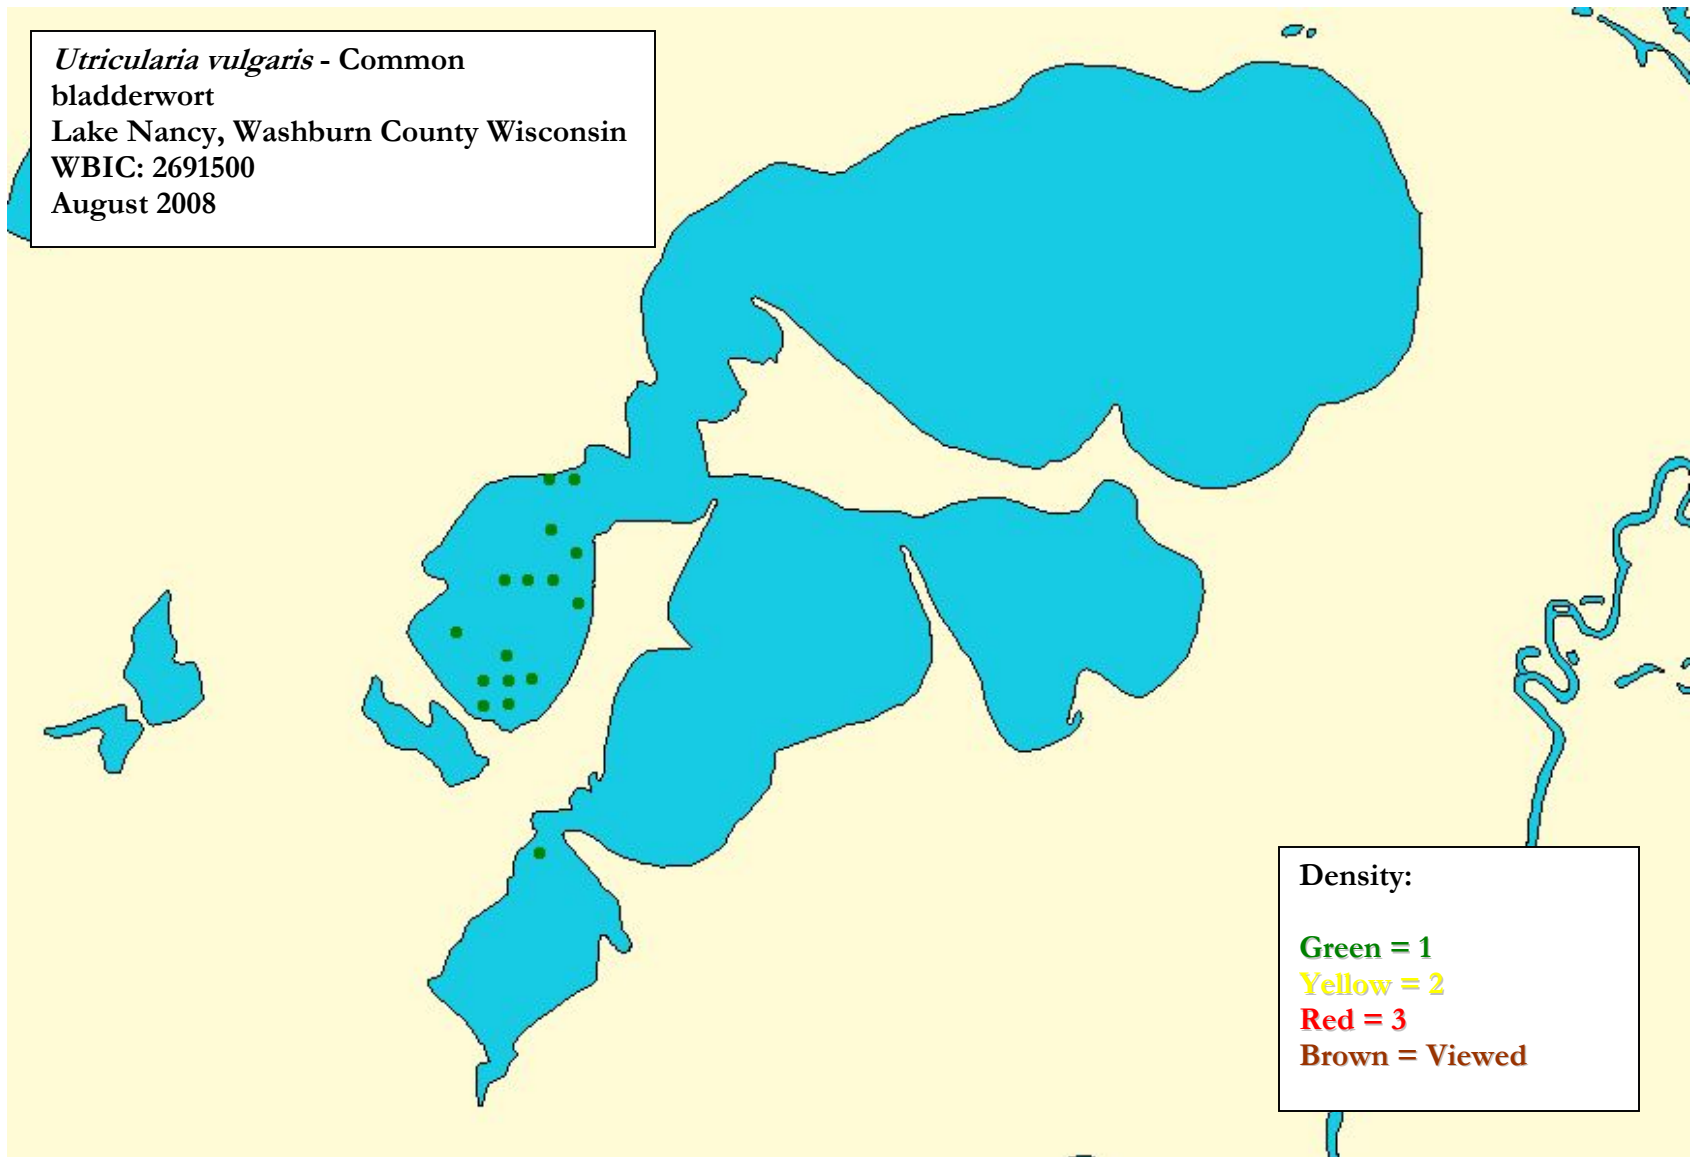 Utricularia vulgaris - Common
bladderwort
Lake Nancy, Washburn County Wisconsin
WBIC: 2691500
August 2008
Density:
Green = 1
Yellow = 2
Red = 3
Brown = Viewed